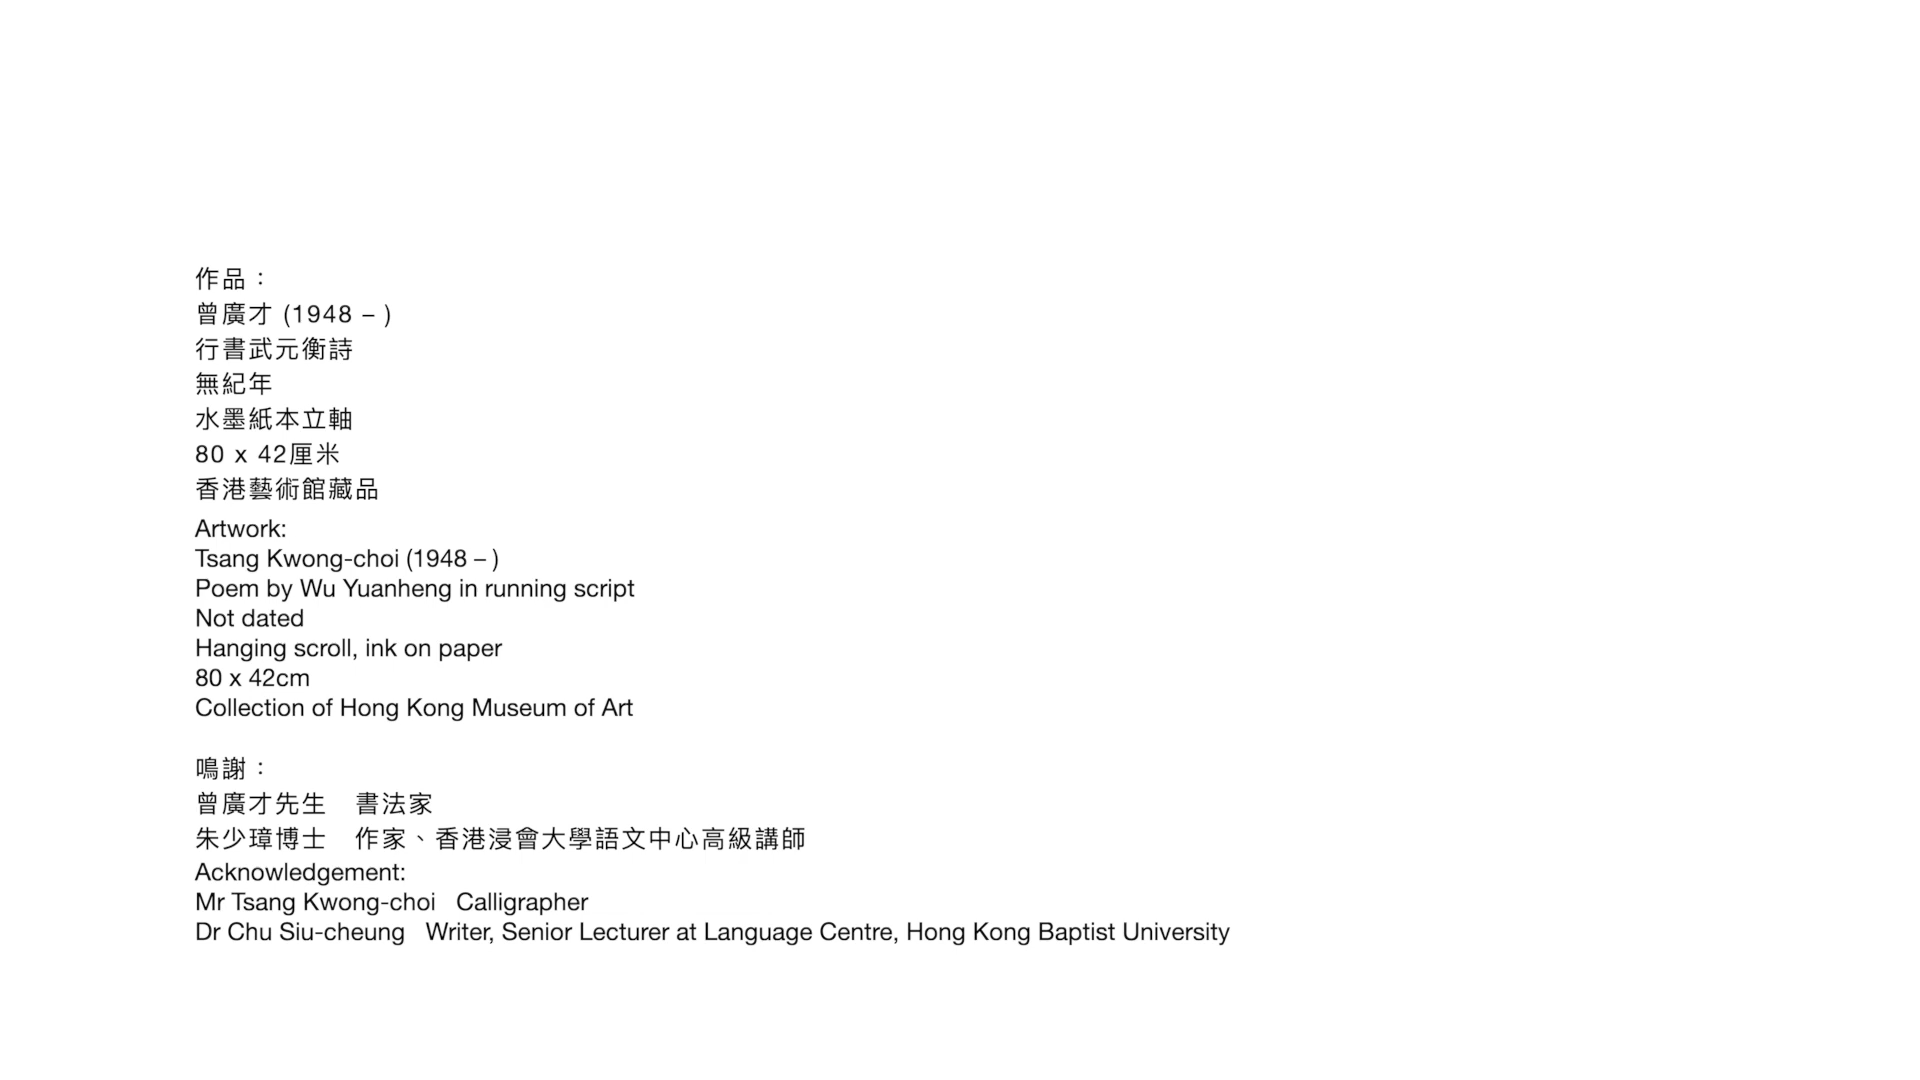 作品：
曾廣才 (1948 – )
行書武元衡詩
無紀年
水墨紙本立軸
80 x 42厘米
香港藝術館藏品
Artwork:
Tsang Kwong-choi (1948 – )
Poem by Wu Yuanheng in running script
Not dated
Hanging scroll, ink on paper
80 x 42cm
Collection of Hong Kong Museum of Art
鳴謝：
曾廣才先生　書法家
朱少璋博士　作家、香港浸會大學語文中心高級講師
Acknowledgement:
Mr Tsang Kwong-choi   Calligrapher
Dr Chu Siu-cheung   Writer, Senior Lecturer at Language Centre, Hong Kong Baptist University